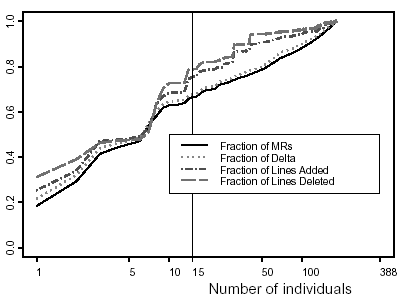 1.0
0.8
0.6
0.4
0.2
0.0
Fraction of MRs
Fraction of Delta
Fraction of Lines Added
Fraction of Lines Deleted
1 5 10 15 50 100 388
Number of individuals